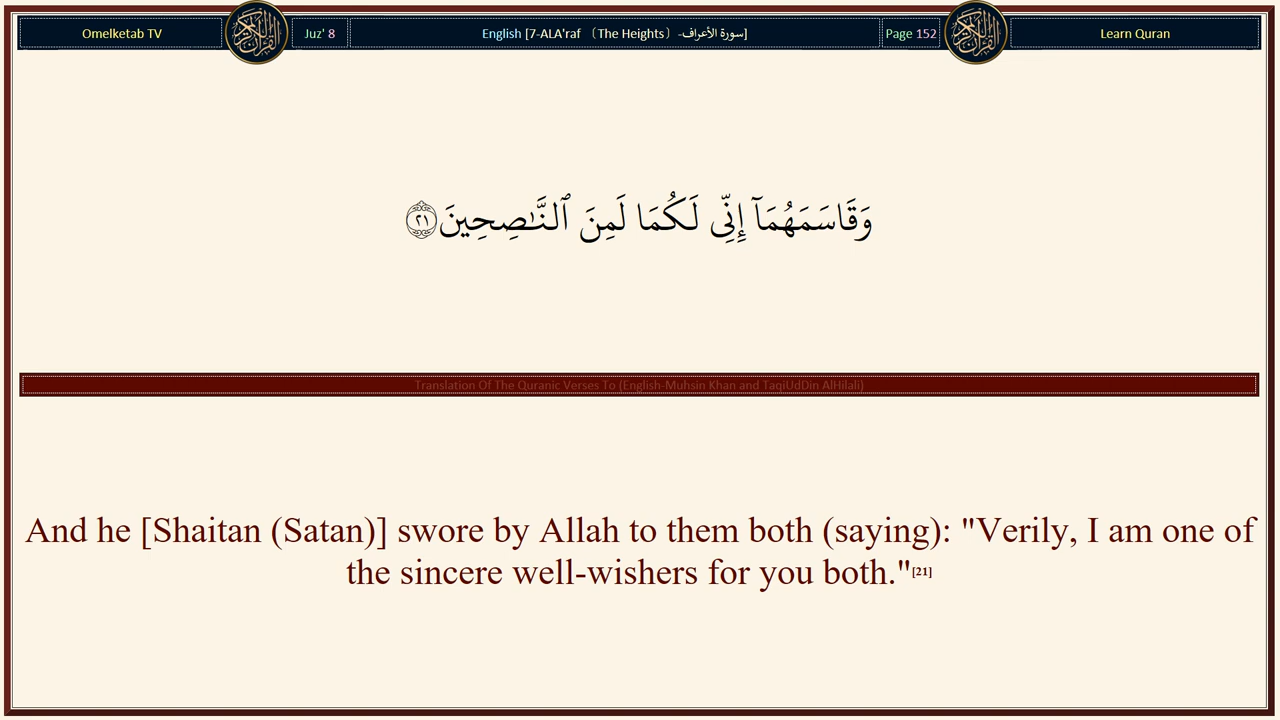 Omelketab TV
Juz' 8
English [7-ALA'raf （The Heights）-سورة الأعراف]
Page 152
Learn Quran
وَقَاسَمَهُمَآ إِنِّى لَكُمَا لَمِنَ ٱلنَّـٰصِحِينَ ٢١
Translation Of The Quranic Verses To (English-Muhsin Khan and TaqiUdDin AlHilali)
And he [Shaitan (Satan)] swore by Allah to them both (saying): "Verily, I am one of
the sincere well-wishers for you both."[21]